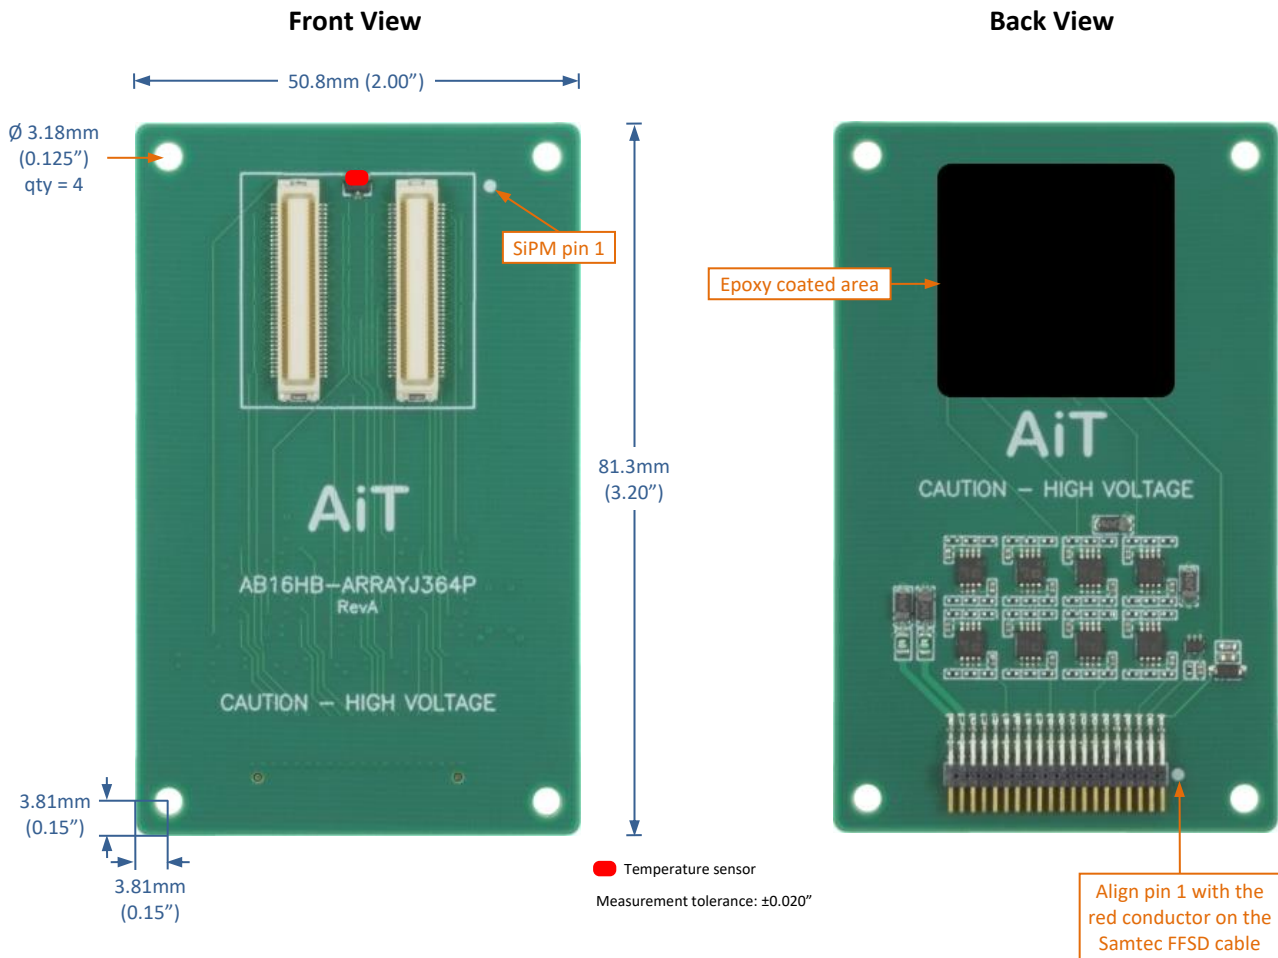 Front View
Back View
50.8mm (2.00”)
Ø 3.18mm
(0.125”)
qty = 4
SiPM pin 1
Epoxy coated area
81.3mm
(3.20”)
AiT
AB16HB-ARRAYJ364P
RevA
CAUTION - HIGH VOLTAGE
AiT
CAUTION - HIGH VOLTAGE
3.81mm
(0.15”)
3.81mm
(0.15”)
Temperature sensor
Measurement tolerance: ±0.020”
Align pin 1 with the
red conductor on the
Samtec FFSD cable